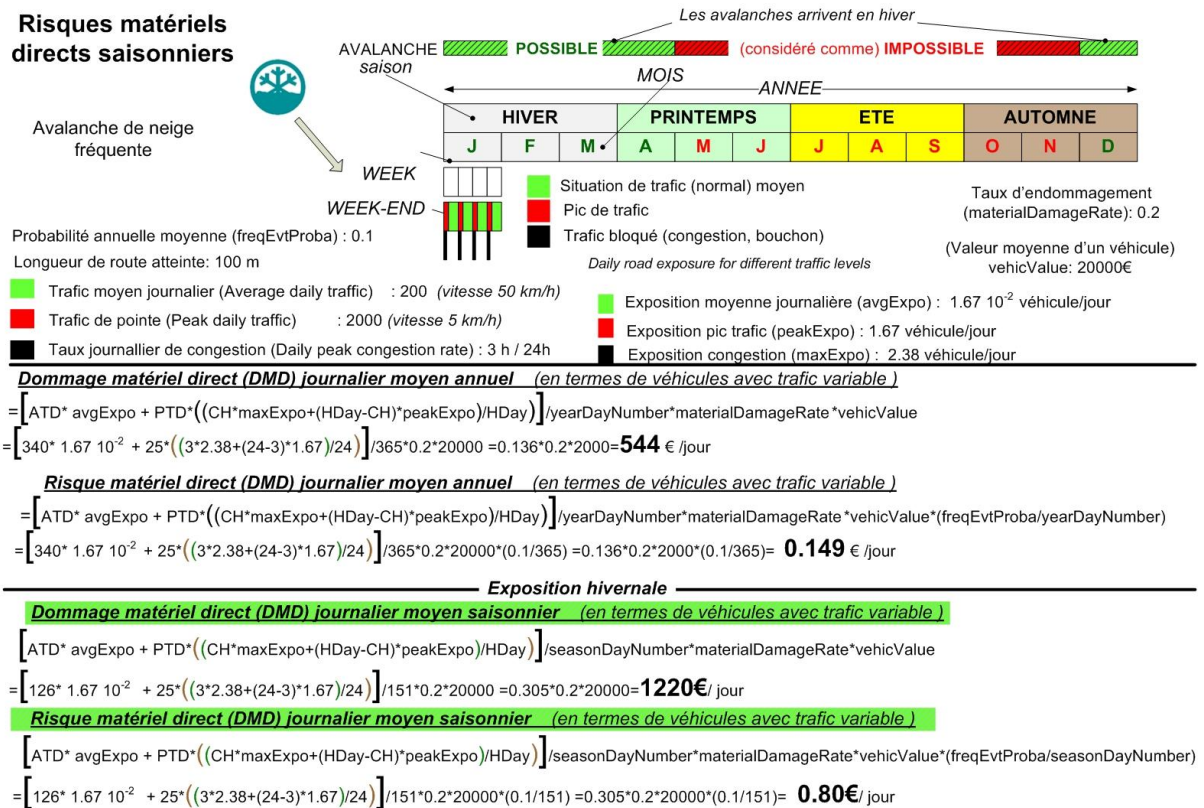 Risques matériels
directs saisonniers
Les avalanches arrivent en hiver
AVALANCHE
saison
POSSIBLE
(considéré comme) IMPOSSIBLE
MOIS
ANNEE
HIVER PRINTEMPS ETE AUTOMNE
J F M A M J J A S O N D
Avalanche de neige
fréquente
WEEK
WEEK-END
Situation de trafic (normal) moyen
Pic de trafic
Trafic bloqué (congestion, bouchon)
Taux d'endommagement
(materialDamageRate): 0.2
(Valeur moyenne d'un véhicule)
vehicValue: 20000€
Probabilité annuelle moyenne (freqEvtProba) : 0.1
Longueur de route atteinte: 100 m
Trafic moyen journalier (Average daily traffic) : 200 (vitesse 50 km/h)
Trafic de pointe (Peak daily traffic) : 2000 (vitesse 5 km/h)
Taux journallier de congestion (Daily peak congestion rate) : 3 h / 24h
Daily road exposure for different traffic levels
Exposition moyenne journalière (avgExpo) : 1.67 10⁻² véhicule/jour
Exposition pic trafic (peakExpo) : 1.67 véhicule/jour
Exposition congestion (maxExpo) : 2.38 véhicule/jour
Dommage matériel direct (DMD) journalier moyen annuel (en termes de véhicules avec trafic variable )
=[ATD* avgExpo + PTD*((CH*maxExpo+(HDay-CH)*peakExpo)/HDay)]/yearDayNumber*materialDamageRate*vehicValue
=[340* 1.67 10⁻² + 25*((3*2.38+(24-3)*1.67)/24)]/365*0.2*20000 =0.136*0.2*2000=544 € /jour
Risque matériel direct (DMD) journalier moyen annuel (en termes de véhicules avec trafic variable )
=[ATD* avgExpo + PTD*((CH*maxExpo+(HDay-CH)*peakExpo)/HDay)]/yearDayNumber*materialDamageRate*vehicValue*(freqEvtProba/yearDayNumber)
=[340* 1.67 10⁻² + 25*((3*2.38+(24-3)*1.67)/24)]/365*0.2*20000*(0.1/365) =0.136*0.2*2000*(0.1/365)= 0.149 € /jour
Exposition hivernale
Dommage matériel direct (DMD) journalier moyen saisonnier (en termes de véhicules avec trafic variable )
[ATD* avgExpo + PTD*((CH*maxExpo+(HDay-CH)*peakExpo)/HDay)]/seasonDayNumber*materialDamageRate*vehicValue
=[126* 1.67 10⁻² + 25*((3*2.38+(24-3)*1.67)/24)]/151*0.2*20000 =0.305*0.2*20000=1220€/ jour
Risque matériel direct (DMD) journalier moyen saisonnier (en termes de véhicules avec trafic variable )
[ATD* avgExpo + PTD*((CH*maxExpo+(HDay-CH)*peakExpo)/HDay)]/seasonDayNumber*materialDamageRate*vehicValue*(freqEvtProba/seasonDayNumber)
=[126* 1.67 10⁻² + 25*((3*2.38+(24-3)*1.67)/24)]/151*0.2*20000*(0.1/151) =0.305*0.2*20000*(0.1/151)= 0.80€/ jour